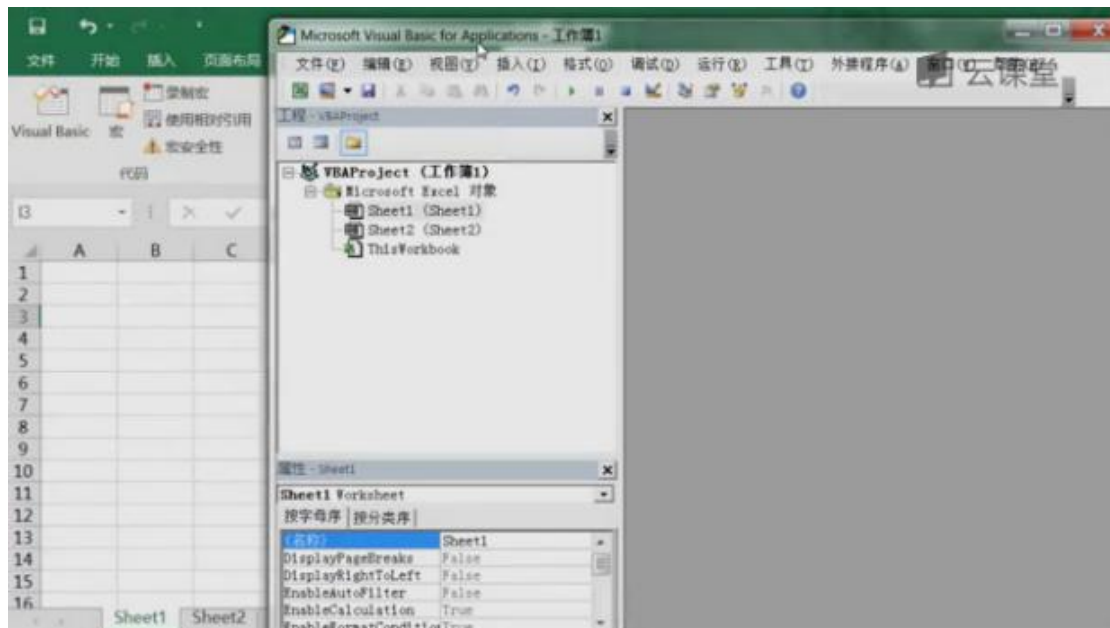 Microsoft Visual Basic for Applications - 工作簿1
文件 开始 插入 页面布局
文件(F) 编辑(E) 视图(V) 插入(I) 格式(O) 调试(D) 运行(R) 工具(T) 外接程序(A)
云课堂
Visual Basic 宏
录制宏
使用相对引用
宏安全性
代码
工程 - VBAProject
VBAProject (工作簿1)
Microsoft Excel 对象
Sheet1 (Sheet1)
Sheet2 (Sheet2)
ThisWorkbook
I3
A B C
1
2
3
4
5
6
7
8
9
10
11
12
13
14
15
16
属性 - Sheet1
Sheet1 Worksheet
按字母序 按分类序
(名称) Sheet1
DisplayPageBreaks False
DisplayRightToLeft False
EnableAutoFilter False
EnableCalculation True
Sheet1 Sheet2